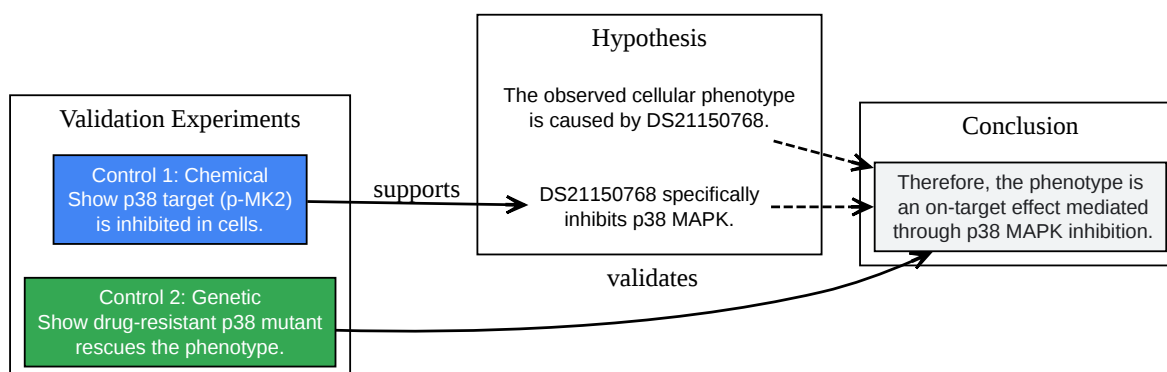 Validation Experiments
Control 1: Chemical
Show p38 target (p-MK2)
is inhibited in cells.
Control 2: Genetic
Show drug-resistant p38 mutant
rescues the phenotype.
supports
Hypothesis
The observed cellular phenotype
is caused by DS21150768.
DS21150768 specifically
inhibits p38 MAPK.
validates
Conclusion
Therefore, the phenotype is
an on-target effect mediated
through p38 MAPK inhibition.